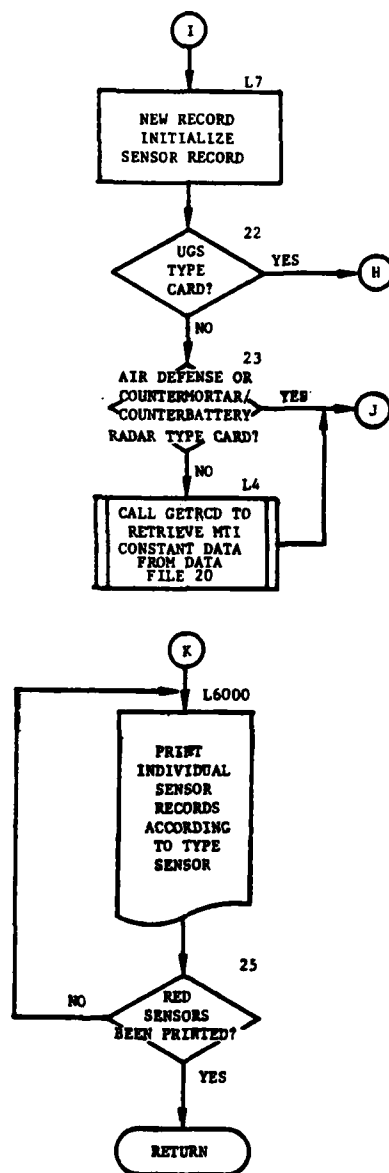 I
L7
NEW RECORD
INITIALIZE
SENSOR RECORD
22
UGS
TYPE
CARD?
YES
H
NO
23
AIR DEFENSE OR
COUNTERMORTAR/
COUNTERBATTERY
RADAR TYPE CARD?
YES
J
NO
L4
CALL GETRCD TO
RETRIEVE MTI
CONSTANT DATA
FROM DATA
FILE 20
K
L6000
PRINT
INDIVIDUAL
SENSOR
RECORDS
ACCORDING
TO TYPE
SENSOR
25
NO
RED
SENSORS
BEEN PRINTED?
YES
RETURN